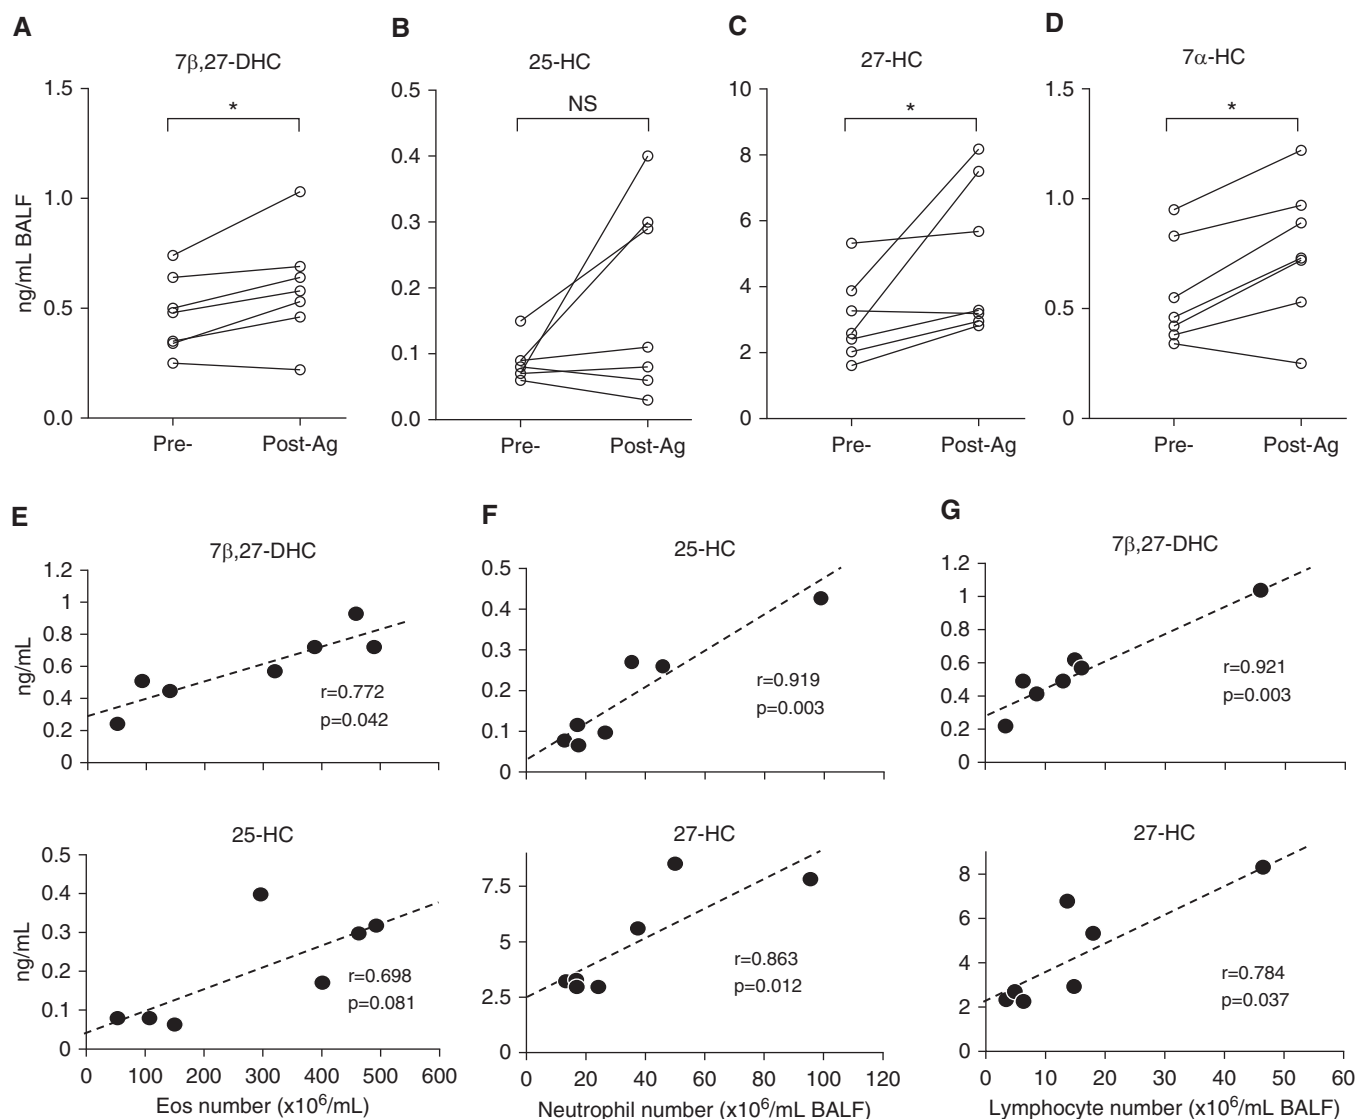 A
B
C
D
7β,27-DHC
25-HC
27-HC
7α-HC
1.5
1.0
0.5
0.0
ng/mL BALF
*
Pre-
Post-Ag
0.5
0.4
0.3
0.2
0.1
0.0
NS
Pre-
Post-Ag
10
8
6
4
2
0
*
Pre-
Post-Ag
1.5
1.0
0.5
0
*
Pre-
Post-Ag
E
F
G
7β,27-DHC
1.2
1
0.8
0.6
0.4
0.2
0
ng/mL
r=0.772
p=0.042
25-HC
0.5
0.4
0.3
0.2
0.1
0
r=0.919
p=0.003
7β,27-DHC
1.2
1
0.8
0.6
0.4
0.2
0
r=0.921
p=0.003
25-HC
0.5
0.4
0.3
0.2
0.1
0
ng/mL
r=0.698
p=0.081
0 100 200 300 400 500 600
Eos number (x10⁶/mL)
27-HC
7.5
5
2.5
0
r=0.863
p=0.012
0 20 40 60 80 100 120
Neutrophil number (x10⁶/mL BALF)
27-HC
8
6
4
2
0
r=0.784
p=0.037
0 10 20 30 40 50 60
Lymphocyte number (x10⁶/mL BALF)